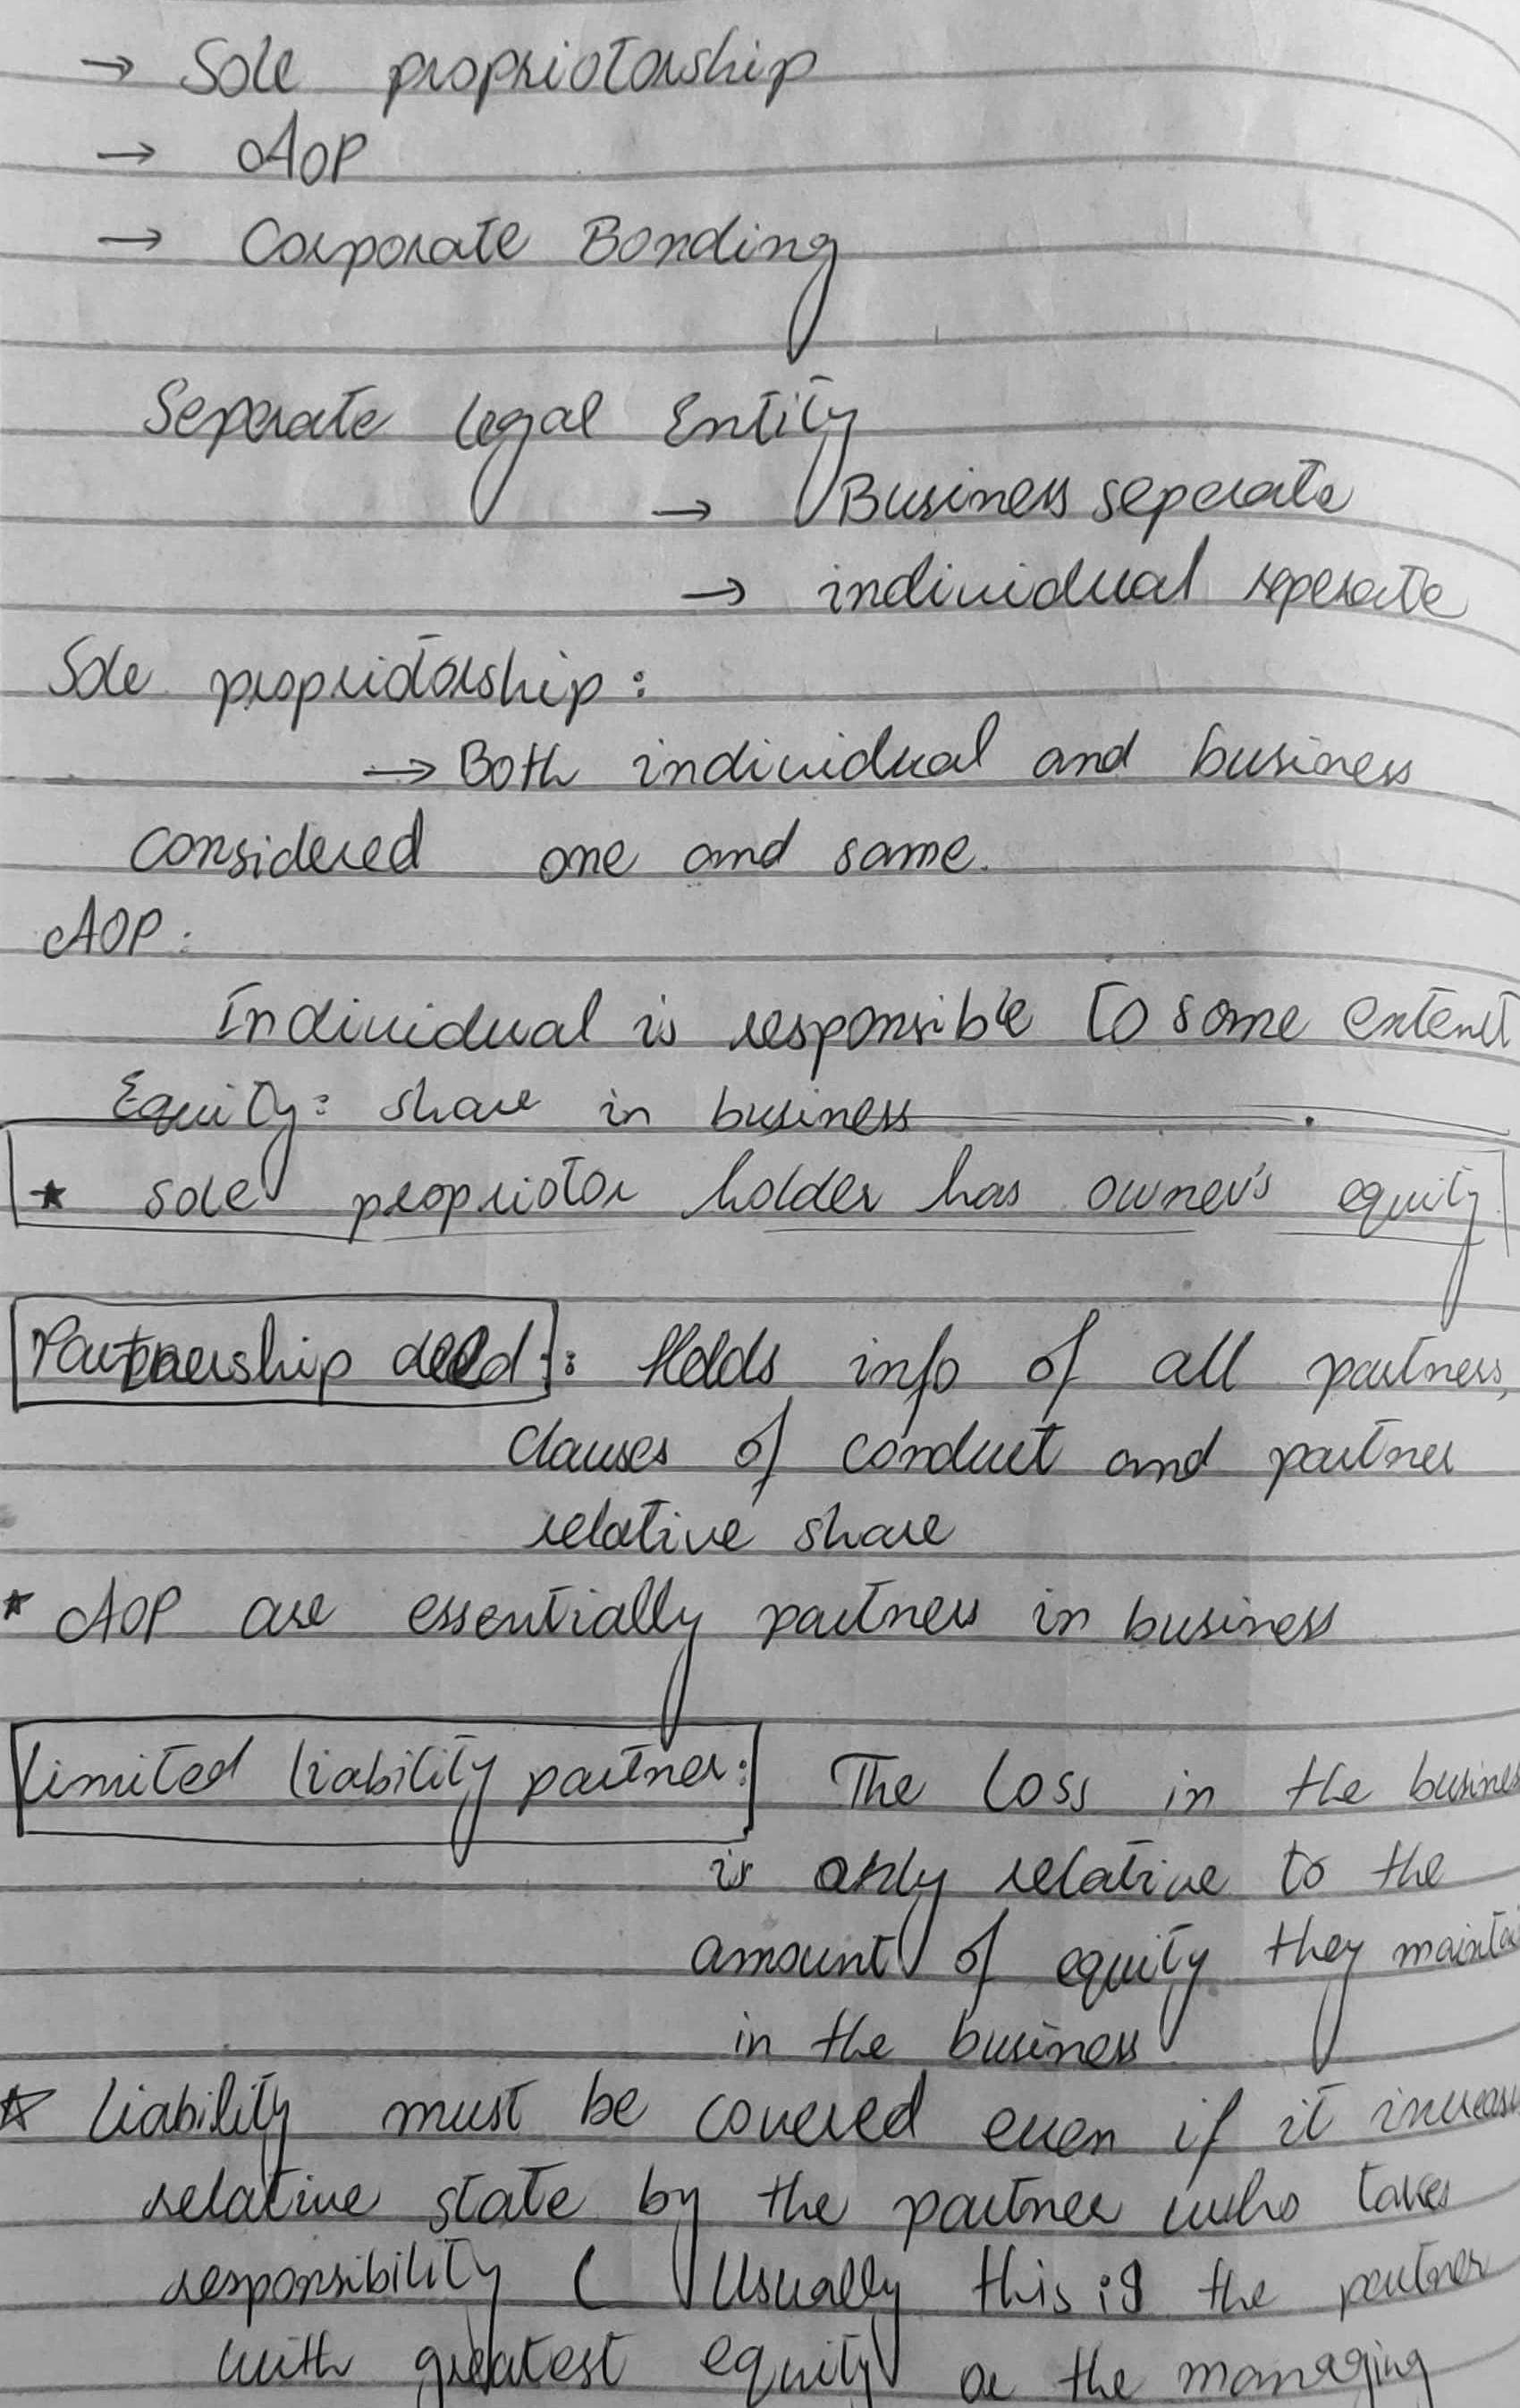 → Sole propriotorship
→ AOP
→ Corporate Bonding
Seperate legal Entity
→ Business seperate
→ individual seperate
Sole propriotorship :
→ Both individual and business
considered one and same.
AOP :
Individual is responsible to some extent
Equity : share in business
★ sole propriotor holder has owner's equity
Partnership deed : : Holds info of all partners,
clauses of conduct and partner
relative share
* AOP are essentially partners in business
Limited liability partner : The loss in the busines
is only relative to the
amount of equity they maintai
in the business
☆ Liability must be covered even if it increas
relative state by the partner who takes
responsibility ( Usually this is the partner
with greatest equity or the managing